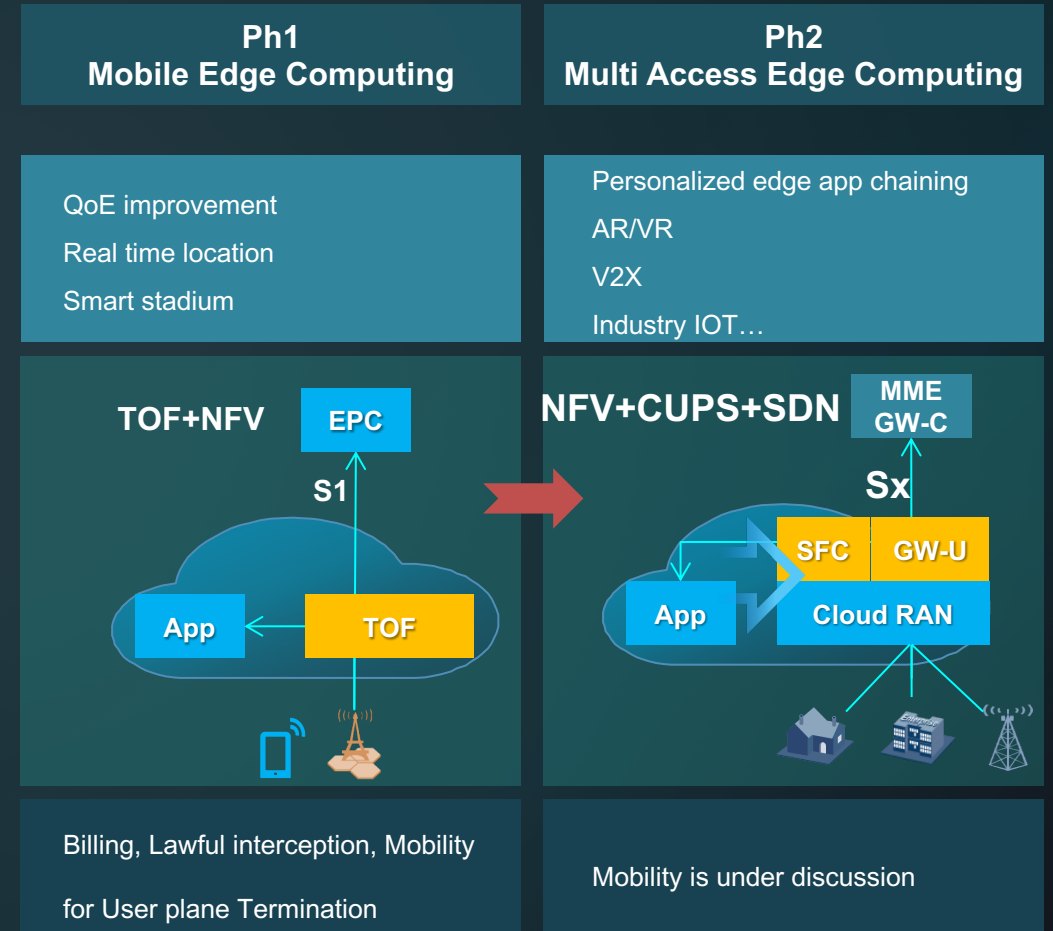 Ph1
Mobile Edge Computing
Ph2
Multi Access Edge Computing
QoE improvement
Real time location
Smart stadium
Personalized edge app chaining
AR/VR
V2X
Industry IOT…
TOF+NFV
EPC
S1
App
TOF
NFV+CUPS+SDN
MME
GW-C
Sx
SFC
GW-U
App
Cloud RAN
Enterprise
Billing, Lawful interception, Mobility
for User plane Termination
Mobility is under discussion